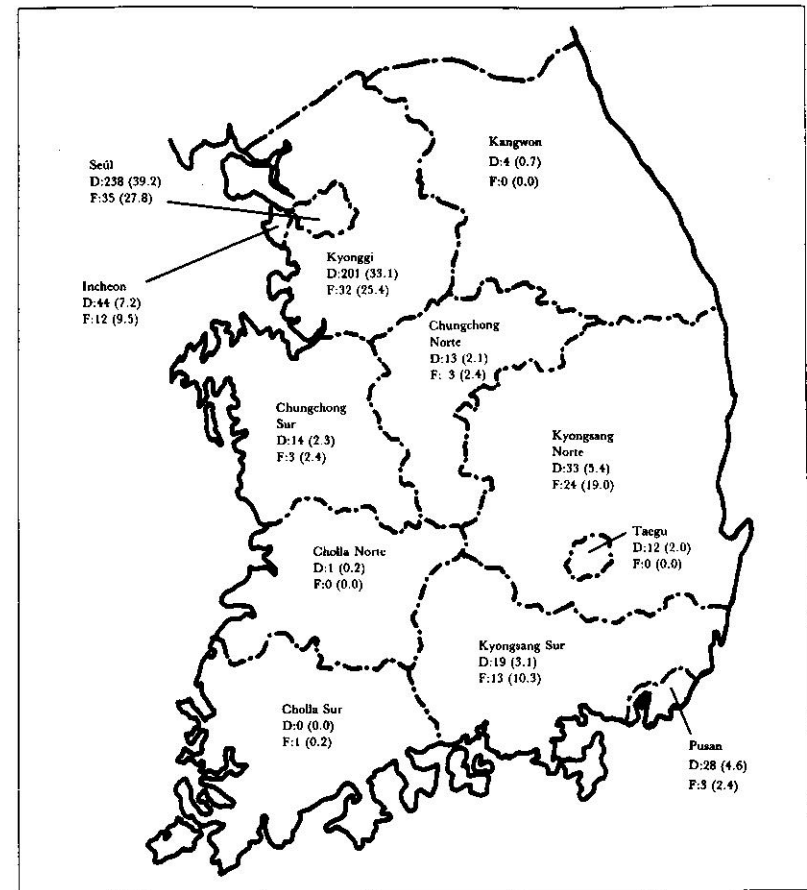 Kangwon
D:4 (0.7)
F:0 (0.0)
Seúl
D:238 (39.2)
F:35 (27.8)
Kyonggi
D:201 (33.1)
F:32 (25.4)
Incheon
D:44 (7.2)
F:12 (9.5)
Chungchong
Norte
D:13 (2.1)
F: 3 (2.4)
Chungchong
Sur
D:14 (2.3)
F:3 (2.4)
Kyongsang
Norte
D:33 (5.4)
F:24 (19.0)
Taegu
D:12 (2.0)
F:0 (0.0)
Cholla Norte
D:1 (0.2)
F:0 (0.0)
Kyongsang Sur
D:19 (3.1)
F:13 (10.3)
Cholla Sur
D:0 (0.0)
F:1 (0.2)
Pusan
D:28 (4.6)
F:3 (2.4)